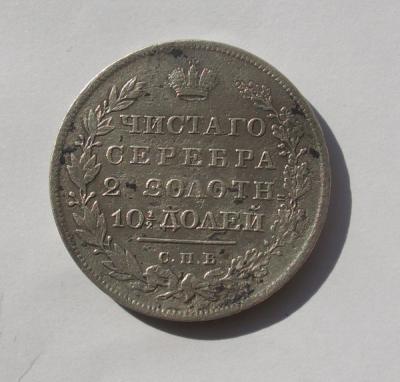 ЧИСТАГО
СЕРЕБРА
2 ЗОЛОТН.
10½ ДОЛЕЙ
С.П.Б.